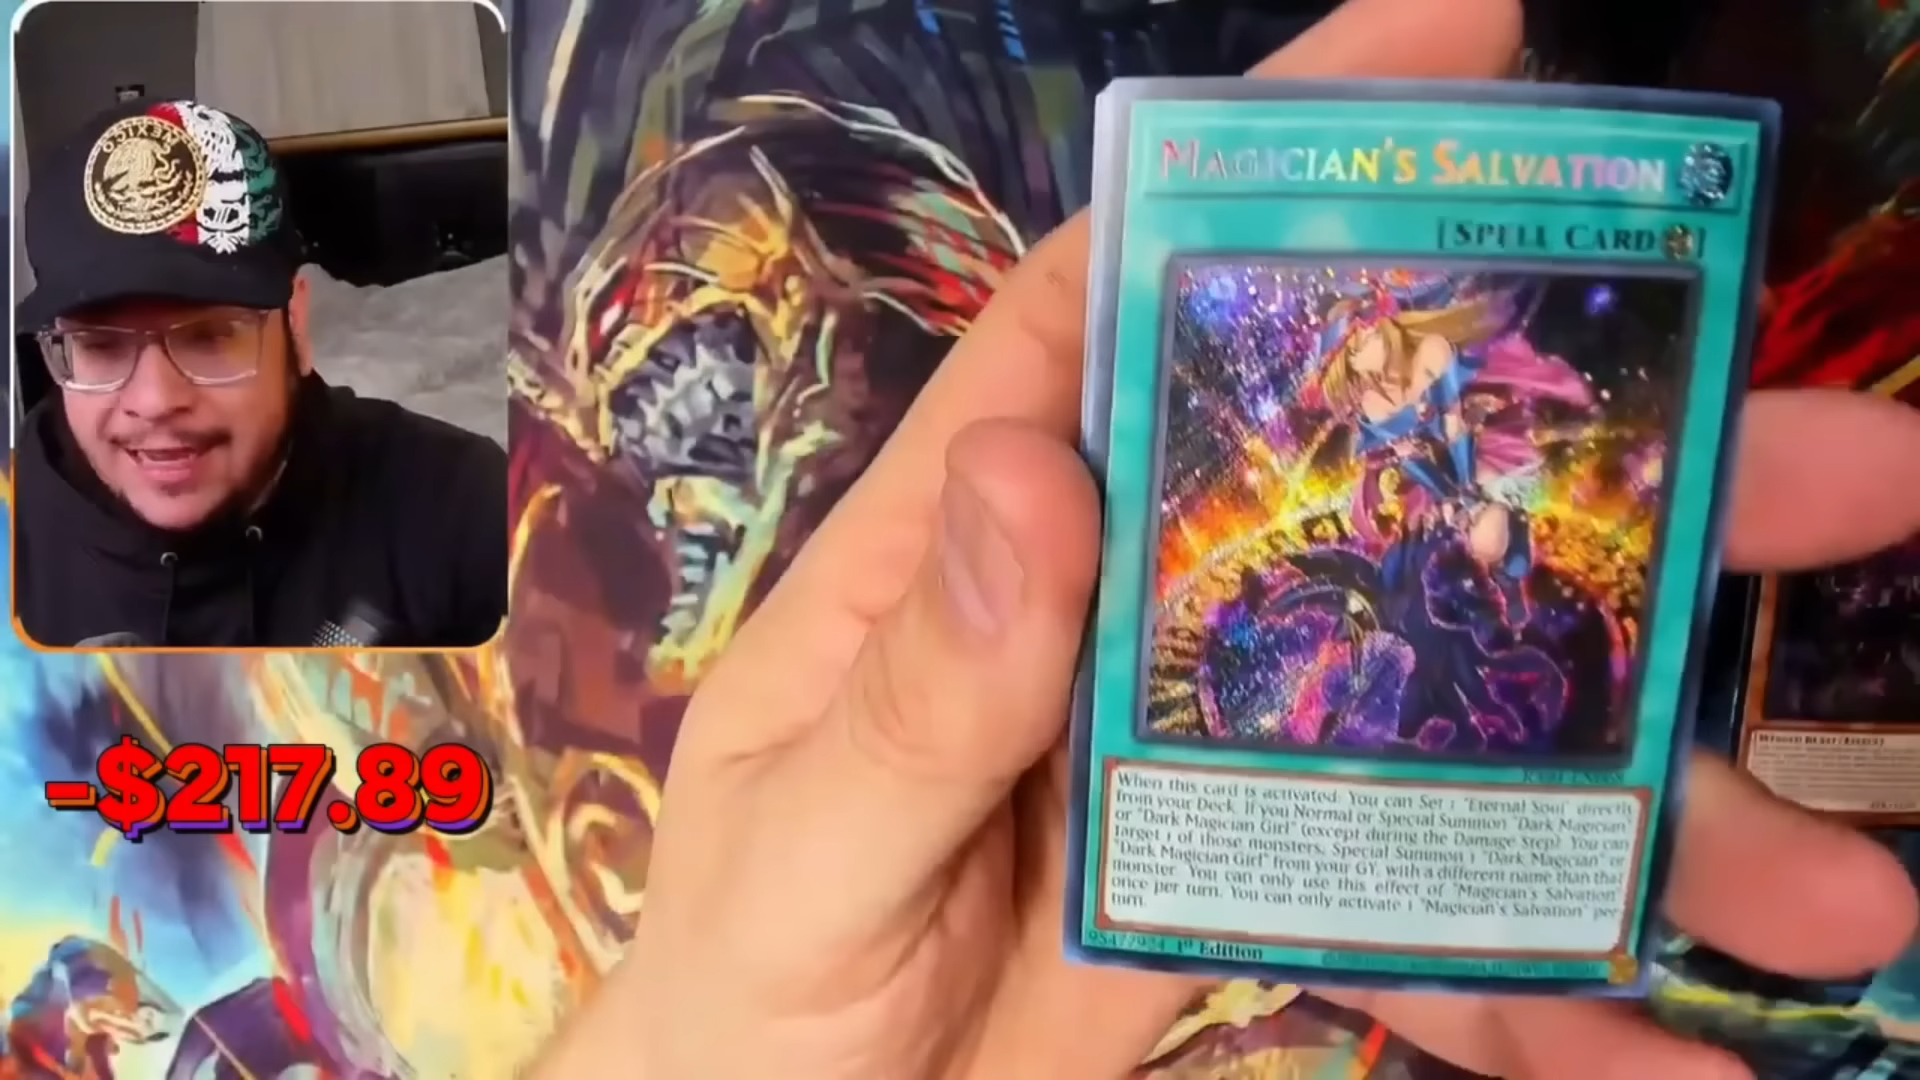 MEXICO
MAGICIAN'S SALVATION
[SPELL CARD]
-$217.89
When this card is activated: You can Set 1 "Eternal Soul" directly
from your Deck. If you Normal or Special Summon "Dark Magician"
or "Dark Magician Girl" (except during the Damage Step): You can
target 1 of those monsters; Special Summon 1 "Dark Magician" or
"Dark Magician Girl" from your GY, with a different name than that
monster. You can only use this effect of "Magician's Salvation"
once per turn. You can only activate 1 "Magician's Salvation" per
turn.
95477924 1st Edition